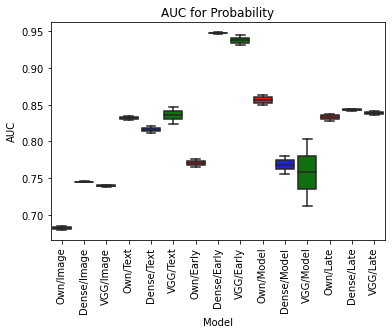 AUC for Probability
AUC
0.95
0.90
0.85
0.80
0.75
0.70
Own/Image
Dense/Image
VGG/Image
Own/Text
Dense/Text
VGG/Text
Own/Early
Dense/Early
VGG/Early
Own/Model
Dense/Model
VGG/Model
Own/Late
Dense/Late
VGG/Late
Model